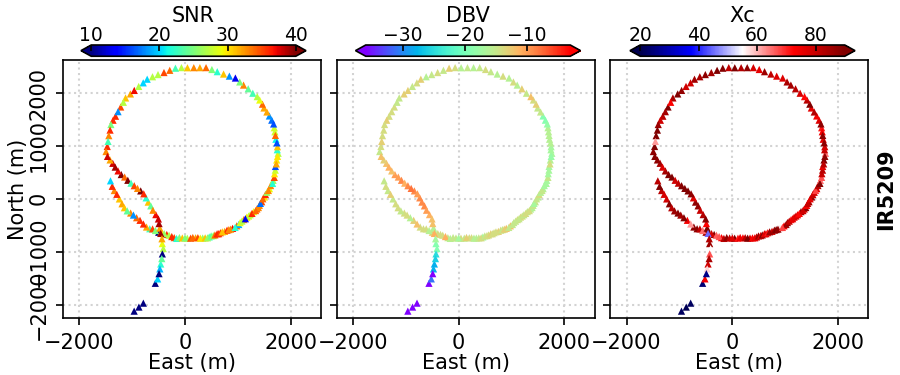 SNR DBV Xc
10 20 30 40 −30 −20 −10 20 40 60 80
North (m)
2000
1000
0
−1000
−2000
IR5209
−2000 0 2000 −2000 0 2000 −2000 0 2000
East (m) East (m) East (m)